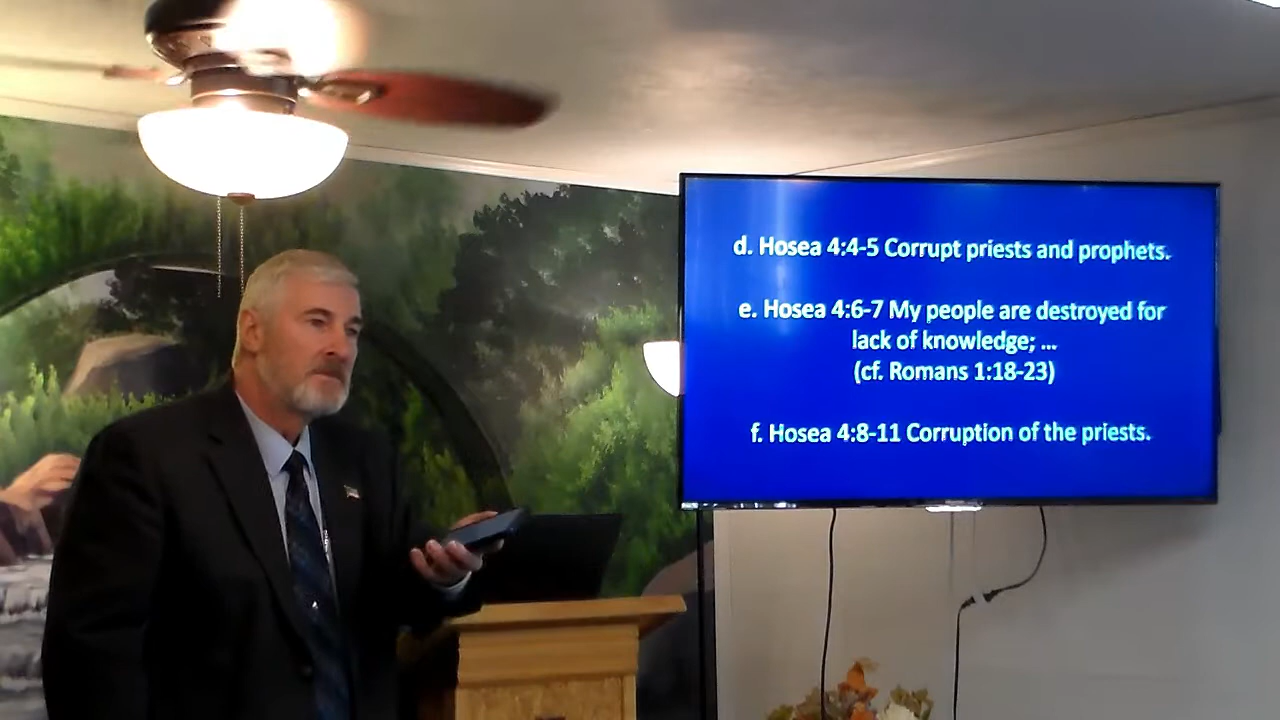 d. Hosea 4:4-5 Corrupt priests and prophets.
e. Hosea 4:6-7 My people are destroyed for
lack of knowledge; ...
(cf. Romans 1:18-23)
f. Hosea 4:8-11 Corruption of the priests.